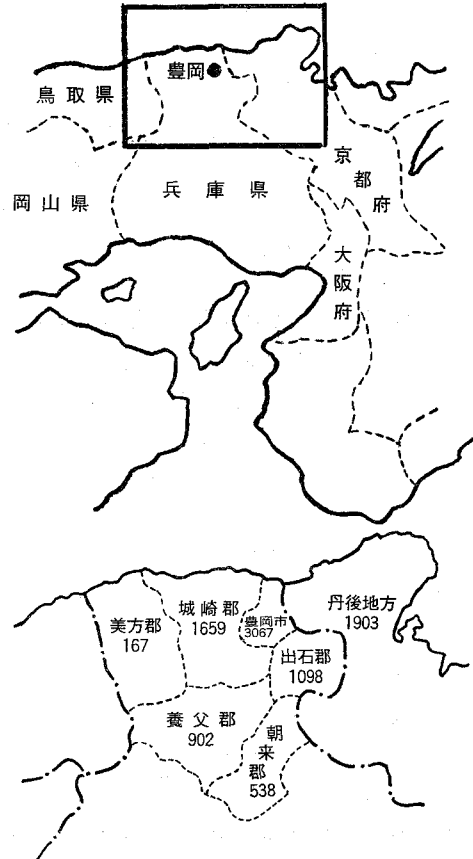 豊岡
鳥取県
京都府
岡山県
兵庫県
大阪府
城崎郡
1659
豊岡市
3067
丹後地方
1903
美方郡
167
出石郡
1098
養父郡
902
朝来郡
538